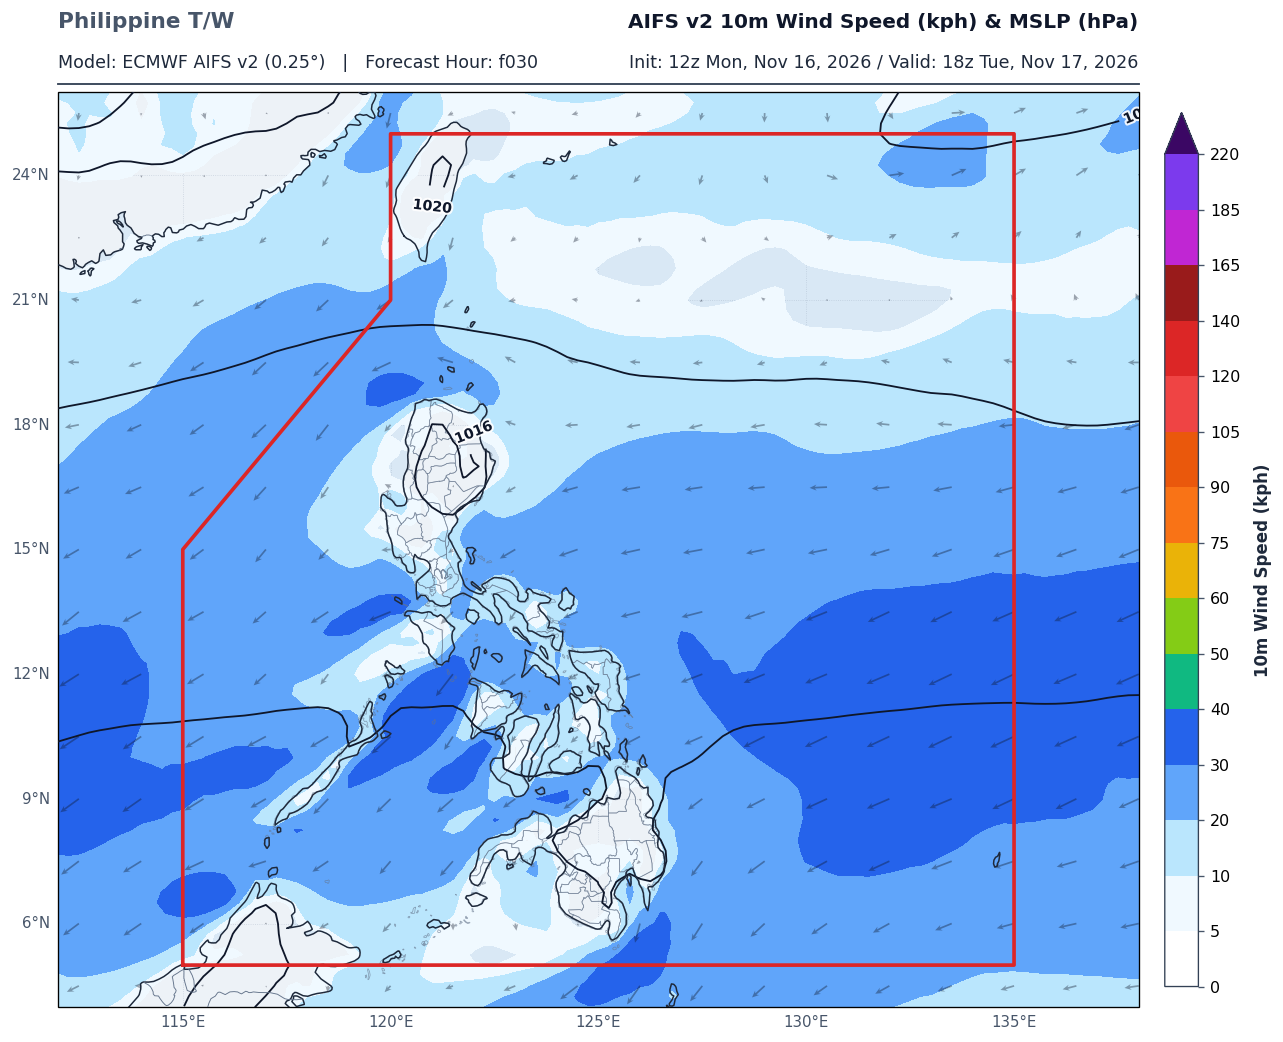 Philippine T/W
AIFS v2 10m Wind Speed (kph) & MSLP (hPa)
Model: ECMWF AIFS v2 (0.25°) | Forecast Hour: f030
Init: 12z Mon, Nov 16, 2026 / Valid: 18z Tue, Nov 17, 2026
24°N
21°N
18°N
15°N
12°N
9°N
6°N
115°E
120°E
125°E
130°E
135°E
1020
1016
10
220
185
165
140
120
105
90
75
60
50
40
30
20
10
5
0
10m Wind Speed (kph)